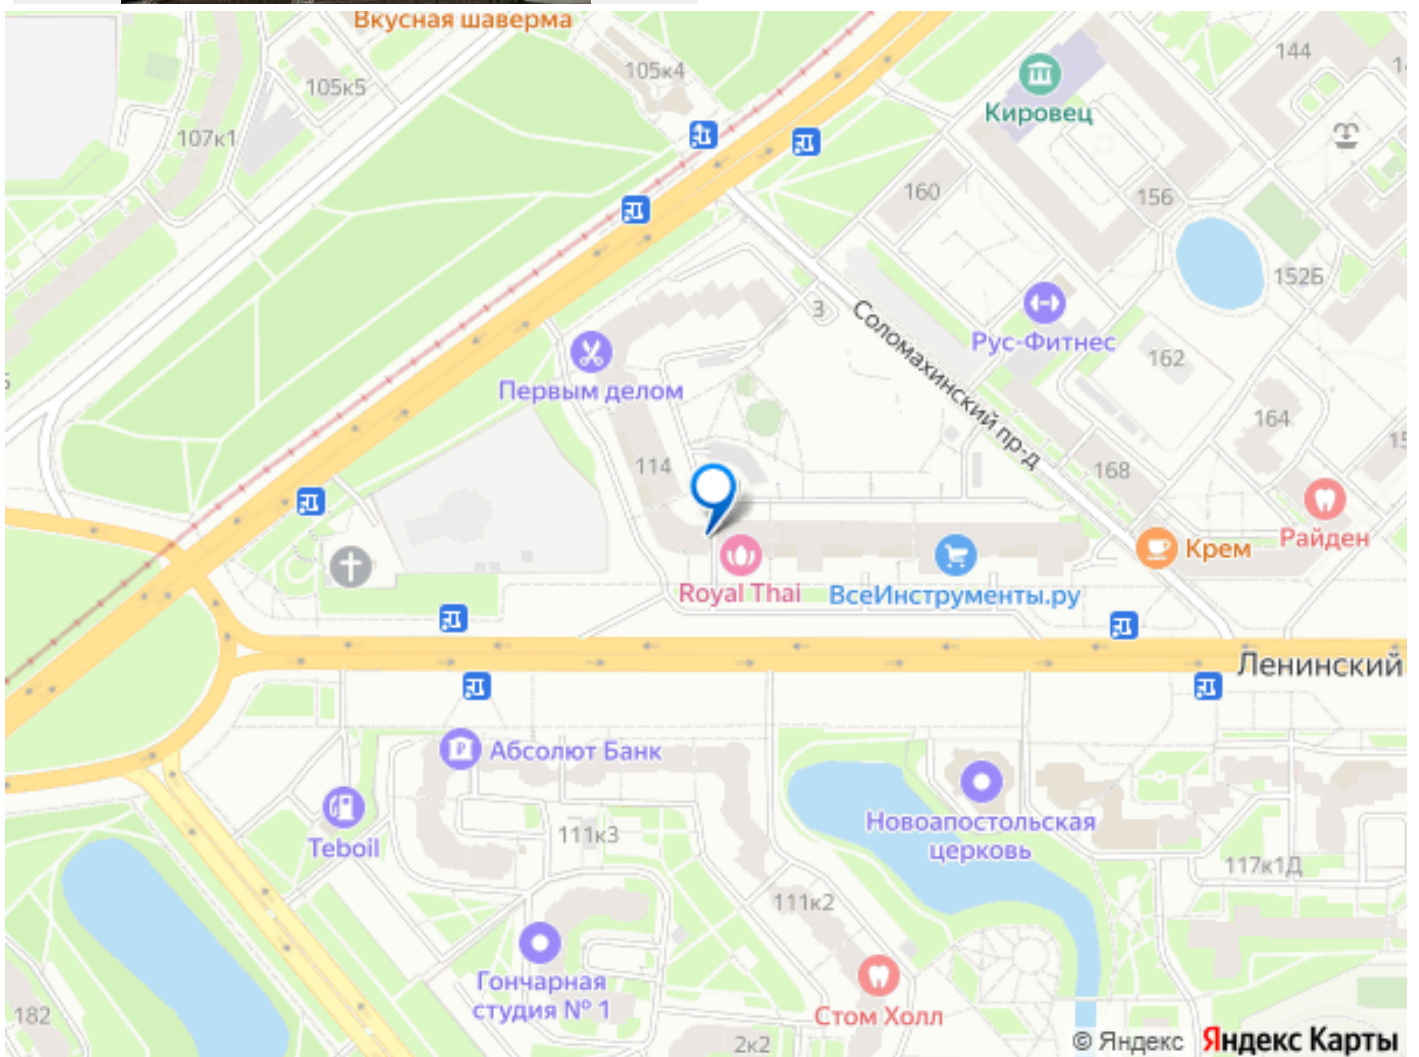 Вкусная шаверма
105к4
144
105к5
Кировец
107к1
160
156
152Б
3
Соломахинский пр-д
Рус-Фитнес
162
Первым делом
164
114
168
Райден
Крем
Royal Thai
ВсеИнструменты.ру
Ленинский
Абсолют Банк
Teboil
111к3
Новоапостольская
церковь
117к1Д
111к2
Гончарная
студия № 1
Стом Холл
182
2к2
© Яндекс Яндекс Карты